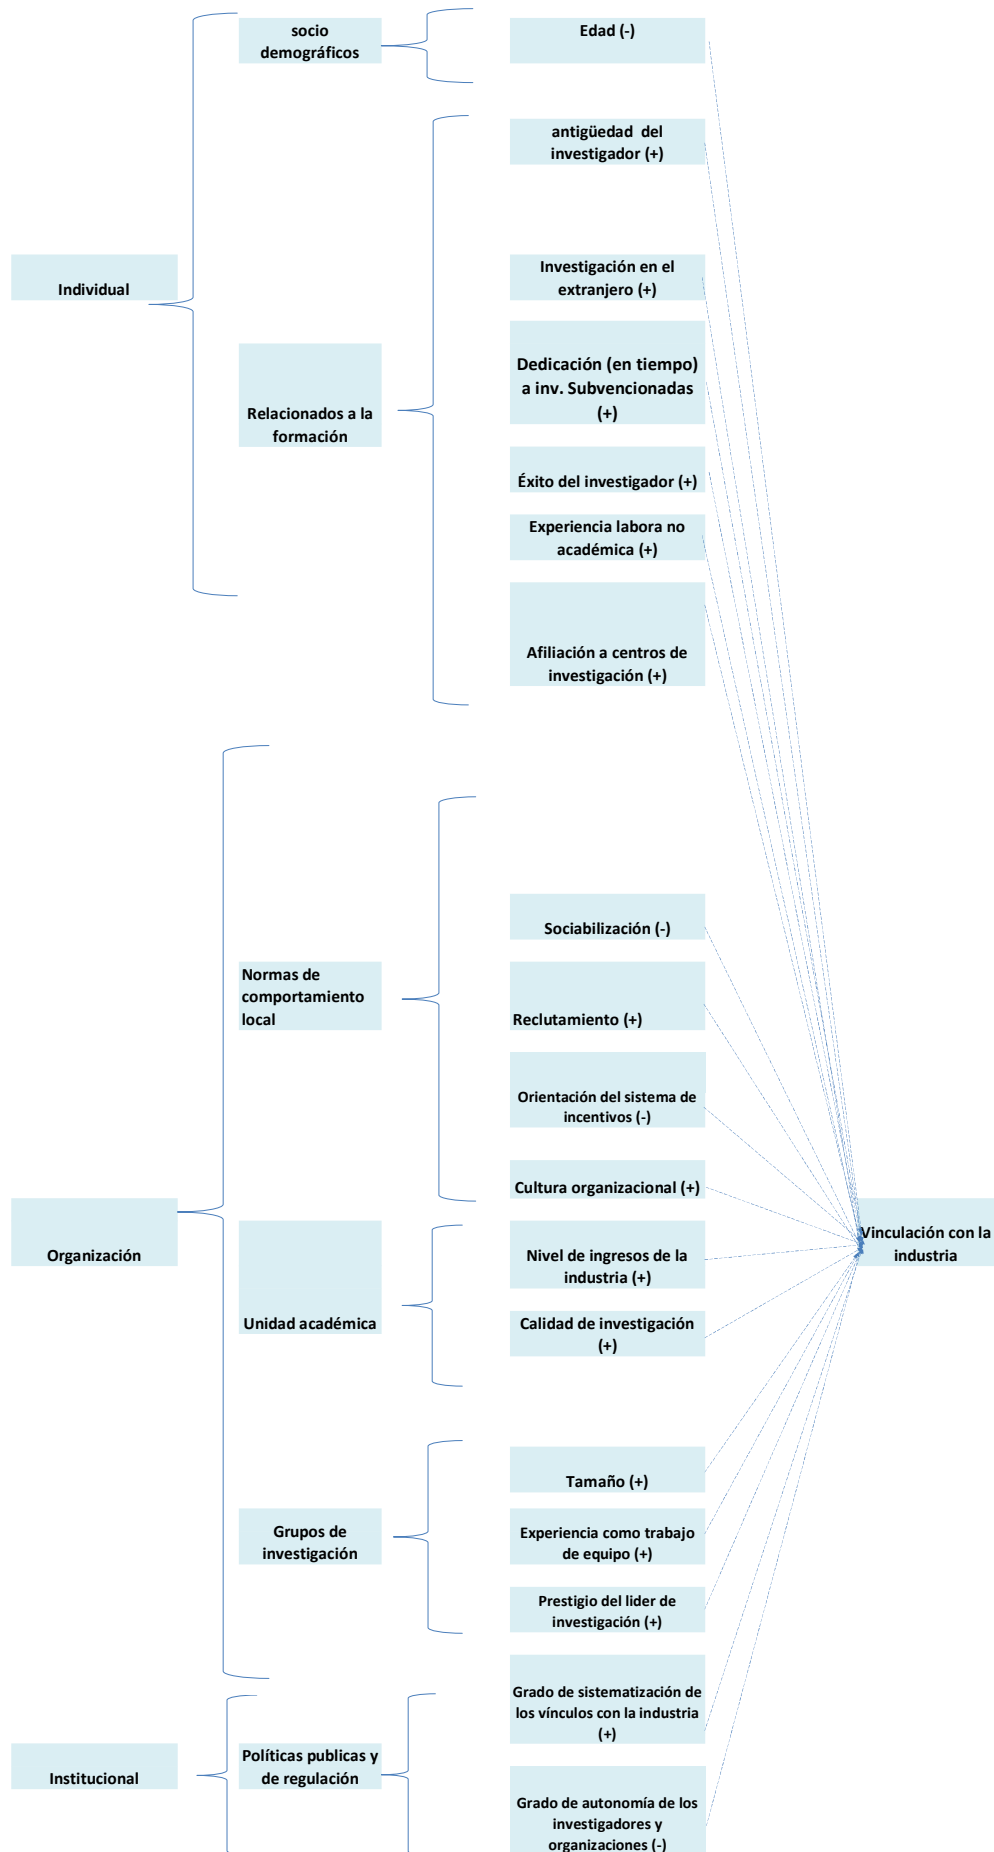 socio
demográficos
Edad (-)
antigüedad del
investigador (+)
Individual
Investigación en el
extranjero (+)
Relacionados a la
formación
Dedicación (en tiempo)
a inv. Subvencionadas
(+)
Éxito del investigador (+)
Experiencia labora no
académica (+)
Afiliación a centros de
investigación (+)
Normas de
comportamiento
local
Sociabilización (-)
Reclutamiento (+)
Orientación del sistema de
incentivos (-)
Cultura organizacional (+)
Organización
Unidad académica
Nivel de ingresos de la
industria (+)
Calidad de investigación
(+)
Vinculación con la
industria
Grupos de
investigación
Tamaño (+)
Experiencia como trabajo
de equipo (+)
Prestigio del lider de
investigación (+)
Institucional
Políticas publicas y
de regulación
Grado de sistematización de
los vínculos con la industria
(+)
Grado de autonomía de los
investigadores y
organizaciones (-)